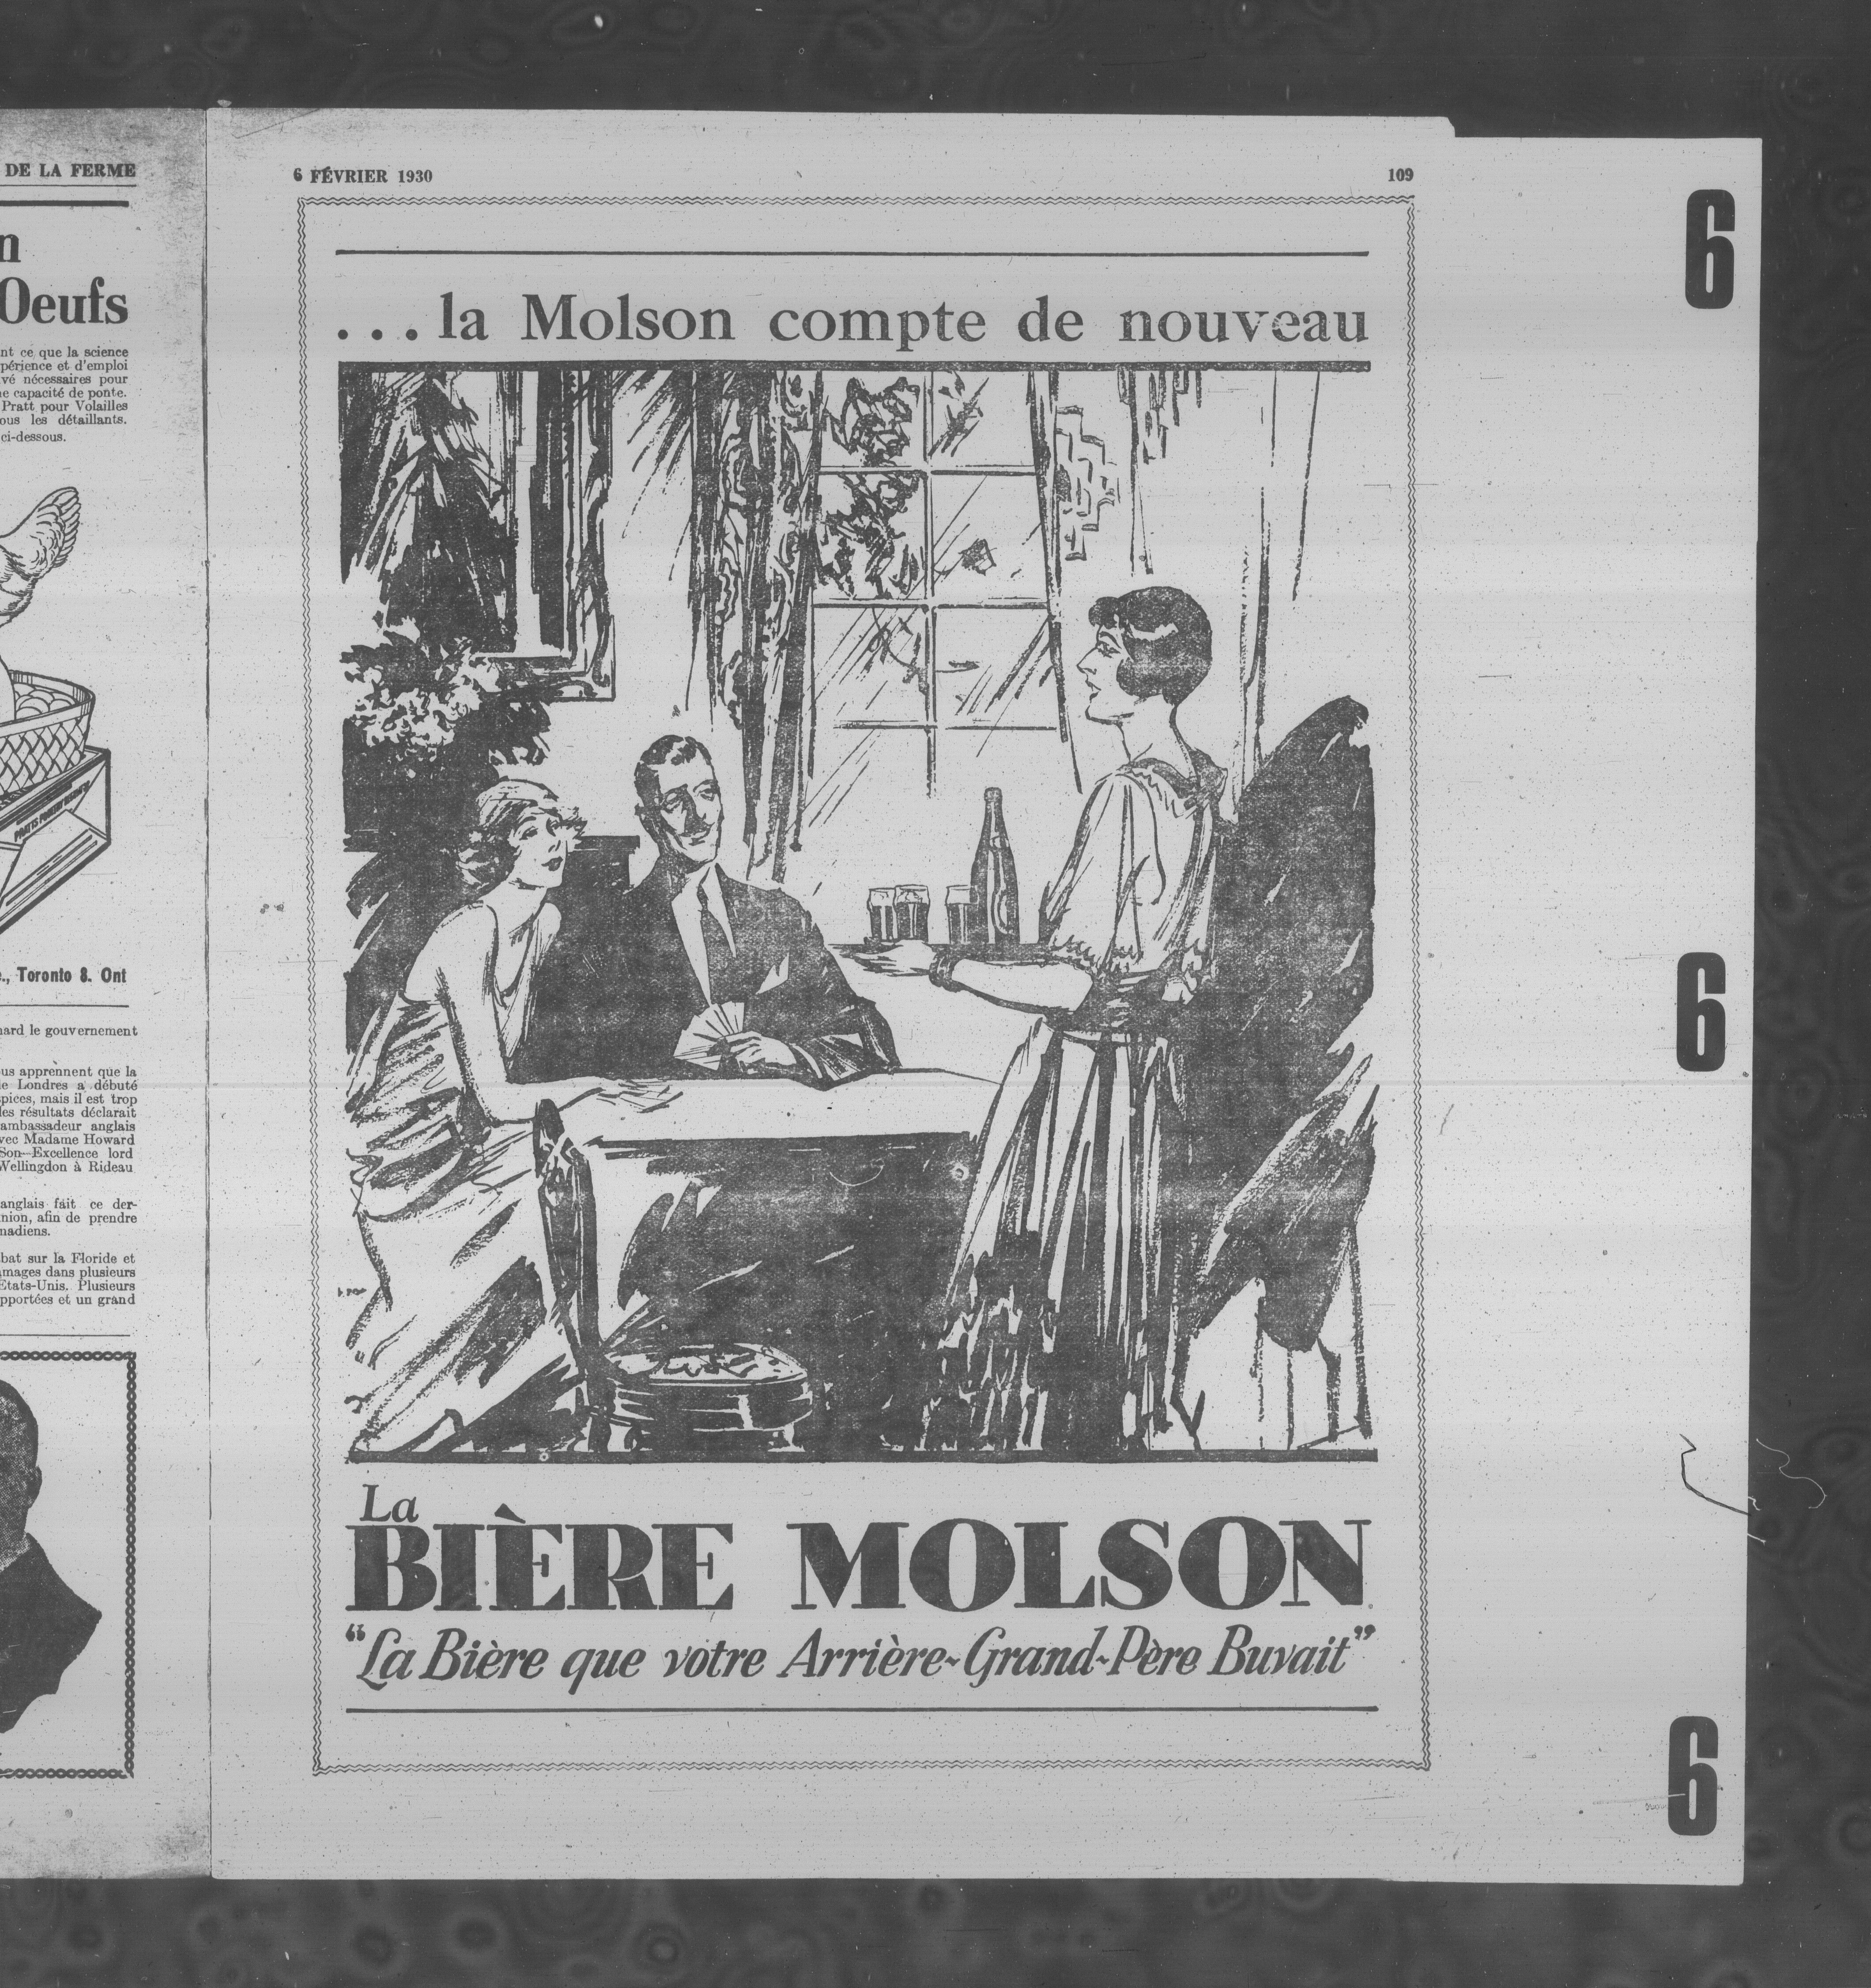 DE LA FERME
n
Oeufs
nt ce que la science
périence et d'emploi
vé nécessaires pour
e capacité de ponte.
Pratt pour Volailles
ous les détaillants.
ci-dessous.
., Toronto 8. Ont
ard le gouvernement
us apprennent que la
e Londres a débuté
pices, mais il est trop
les résultats déclarait
ambassadeur anglais
vec Madame Howard
Son—Excellence lord
Wellingdon à Rideau
anglais fait ce der-
nion, afin de prendre
nadiens.
bat sur la Floride et
mages dans plusieurs
Etats-Unis. Plusieurs
pportées et un grand
6 FÉVRIER 1930
109
...la Molson compte de nouveau
La
BIÈRE MOLSON
“La Bière que votre Arrière-Grand-Père Buvait”
6
6
6